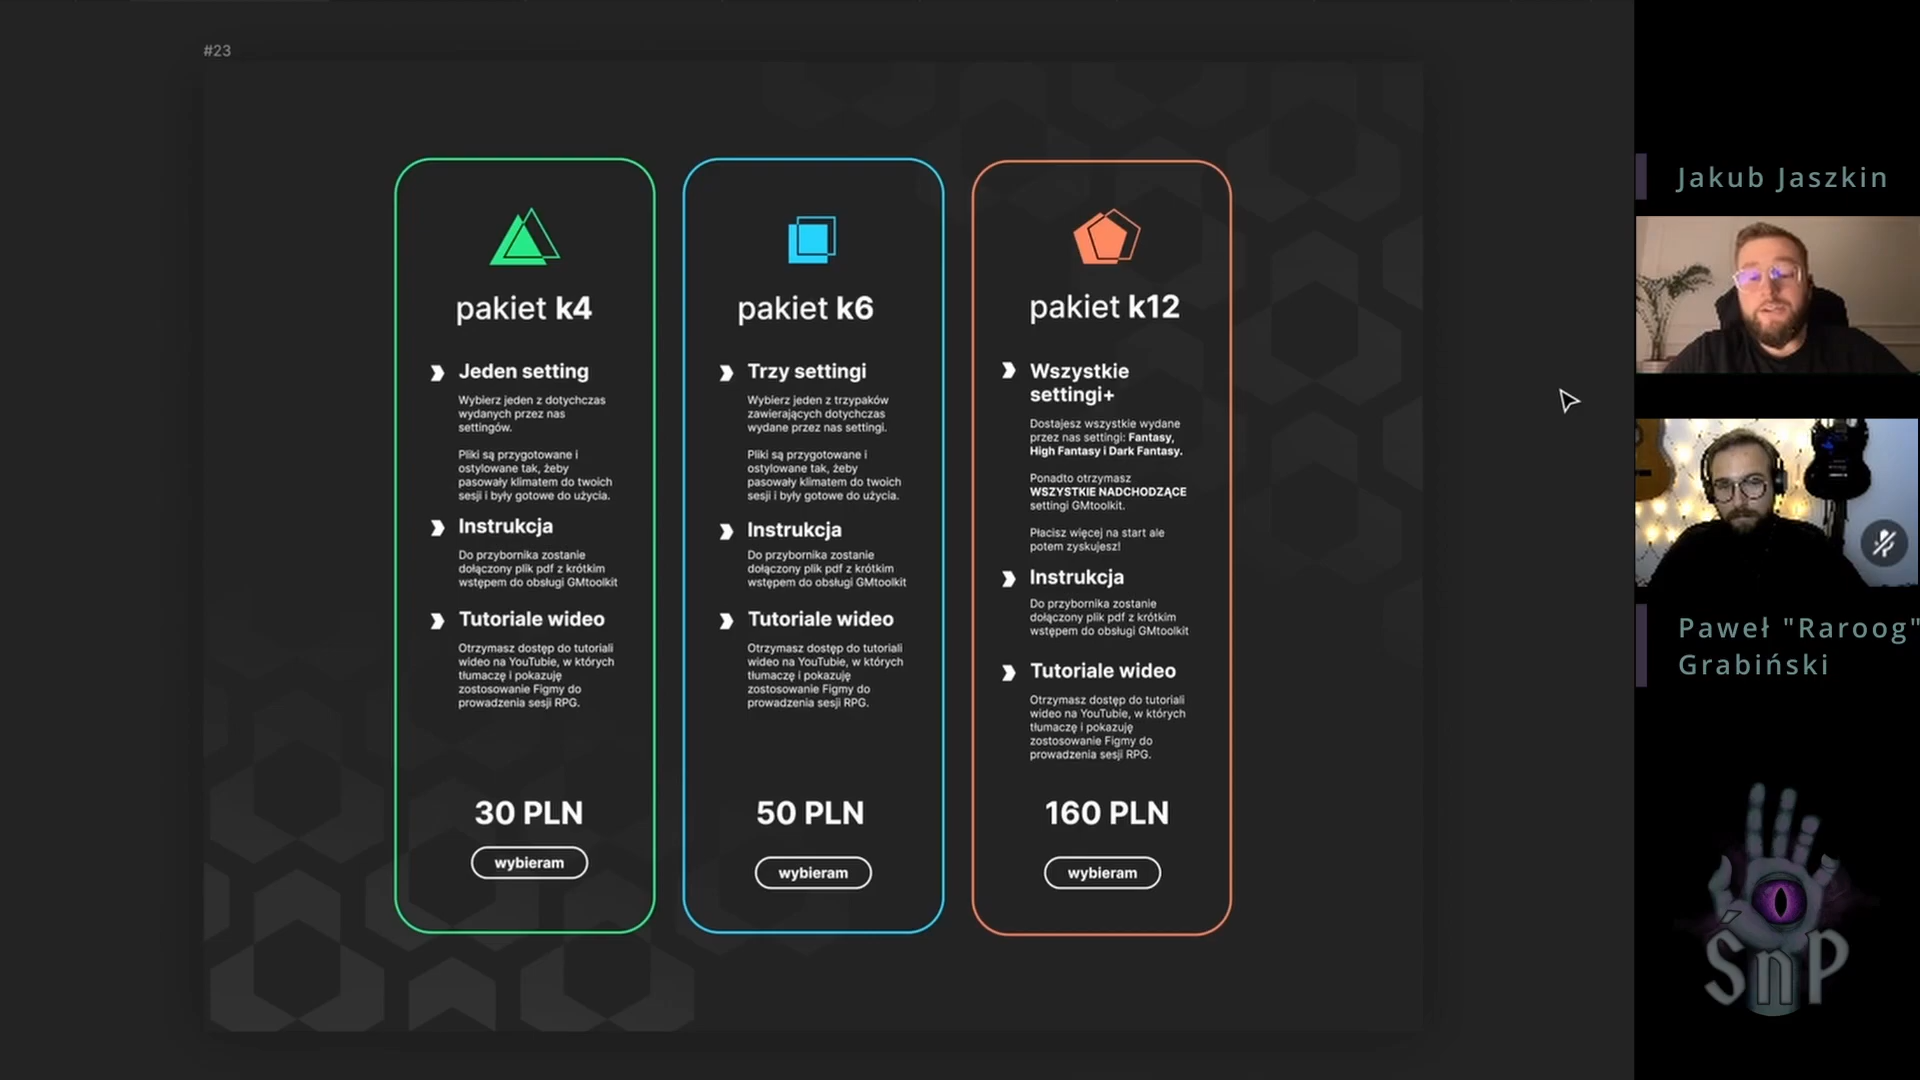 #23
pakiet k4
Jeden setting
Wybierz jeden z dotychczas
wydanych przez nas
settingów.
Pliki są przygotowane i
ostylowane tak, żeby
pasowały klimatem do twoich
sesji i były gotowe do użycia.
Instrukcja
Do przybornika zostanie
dołączony plik pdf z krótkim
wstępem do obsługi GMtoolkit
Tutoriale wideo
Otrzymasz dostęp do tutoriali
wideo na YouTubie, w których
tłumaczę i pokazuję
zostosowanie Figmy do
prowadzenia sesji RPG.
30 PLN
wybieram
pakiet k6
Trzy settingi
Wybierz jeden z trzypaków
zawierających dotychczas
wydane przez nas settingi.
Pliki są przygotowane i
ostylowane tak, żeby
pasowały klimatem do twoich
sesji i były gotowe do użycia.
Instrukcja
Do przybornika zostanie
dołączony plik pdf z krótkim
wstępem do obsługi GMtoolkit
Tutoriale wideo
Otrzymasz dostęp do tutoriali
wideo na YouTubie, w których
tłumaczę i pokazuję
zostosowanie Figmy do
prowadzenia sesji RPG.
50 PLN
wybieram
pakiet k12
Wszystkie
settingi+
Dostajesz wszystkie wydane
przez nas settingi: Fantasy,
High Fantasy i Dark Fantasy.
Ponadto otrzymasz
WSZYSTKIE NADCHODZĄCE
settingi GMtoolkit.
Płacisz więcej na start ale
potem zyskujesz!
Instrukcja
Do przybornika zostanie
dołączony plik pdf z krótkim
wstępem do obsługi GMtoolkit
Tutoriale wideo
Otrzymasz dostęp do tutoriali
wideo na YouTubie, w których
tłumaczę i pokazuję
zostosowanie Figmy do
prowadzenia sesji RPG.
160 PLN
wybieram
Jakub Jaszkin
Paweł "Raroog"
Grabiński
ŚnP